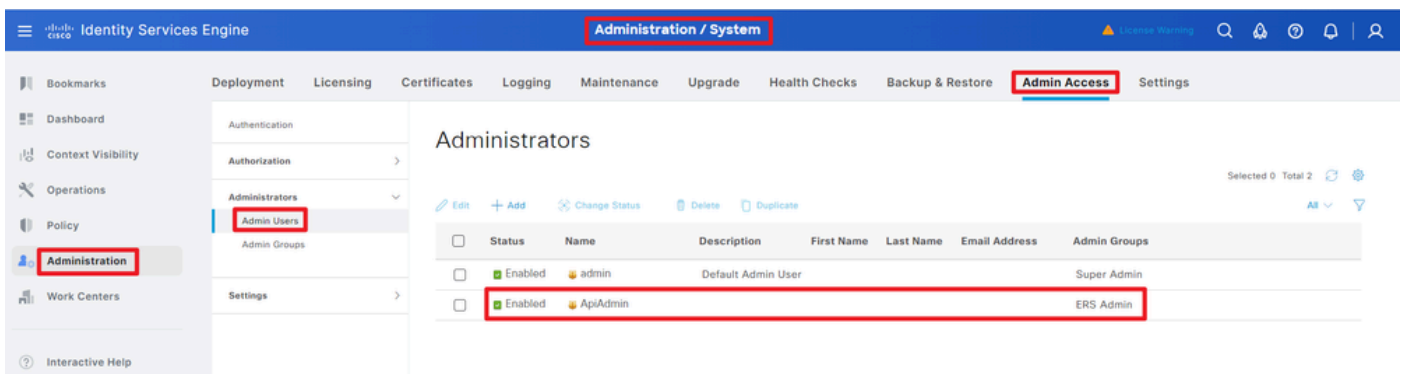 cisco Identity Services Engine
Administration / System
License Warning
Bookmarks
Dashboard
Context Visibility
Operations
Policy
Administration
Work Centers
Interactive Help
Deployment Licensing Certificates Logging Maintenance Upgrade Health Checks Backup & Restore Admin Access Settings
Authentication
Authorization
Administrators
Admin Users
Admin Groups
Settings
Administrators
Selected 0 Total 2
Edit Add Change Status Delete Duplicate All
Status Name Description First Name Last Name Email Address Admin Groups
Enabled admin Default Admin User Super Admin
Enabled ApiAdmin ERS Admin